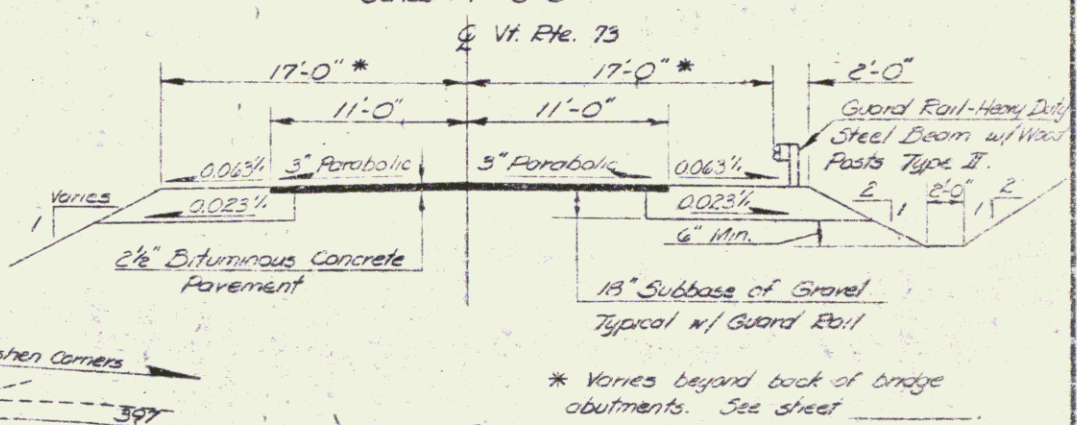 ℄ Vt. Rte. 73
17'-0" *
17'-0" *
2'-0"
11'-0"
11'-0"
Guard Rail-Heavy Duty
Steel Beam w/ Wood
Posts Type II.
0.063%
3" Parabolic
3" Parabolic
0.063%
Varies
1
0.023%
0.023%
2
1
2'-0"
2
1
6" Min.
2½" Bituminous Concrete
Pavement
18" Subbase of Gravel
Typical w/ Guard Rail
shen Corners
397
* Varies beyond back of bridge
abutments. See sheet